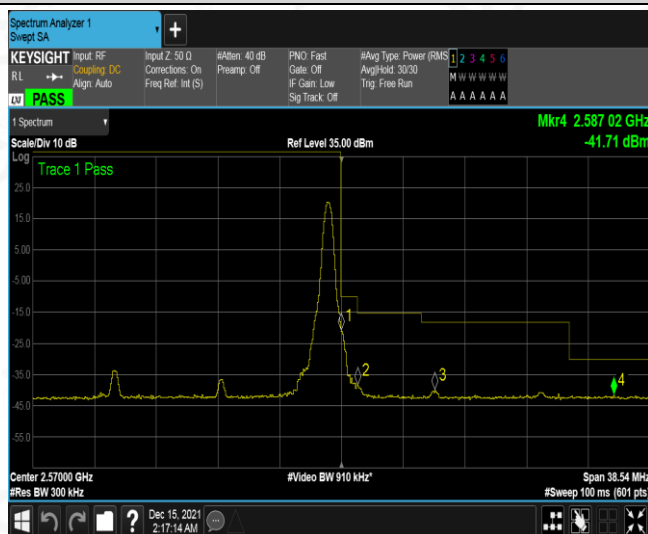 Spectrum Analyzer 1
Swept SA
+
KEYSIGHT
RL
PASS
Input: RF
Coupling: DC
Align: Auto
Input Z: 50 Ω
Corrections: On
Freq Ref: Int (S)
#Atten: 40 dB
Preamp: Off
PNO: Fast
Gate: Off
IF Gain: Low
Sig Track: Off
#Avg Type: Power (RMS
Avg|Hold: 30/30
Trig: Free Run
1 2 3 4 5 6
M W W W W W
A A A A A A
1 Spectrum
Mkr4 2.587 02 GHz
Scale/Div 10 dB
Ref Level 35.00 dBm
-41.71 dBm
Log
Trace 1 Pass
25.0
15.0
5.00
-5.00
-15.0
1
-25.0
-35.0
2
3
4
-45.0
-55.0
Center 2.57000 GHz
#Video BW 910 kHz*
Span 38.54 MHz
#Res BW 300 kHz
#Sweep 100 ms (601 pts)
?
Dec 15, 2021
2:17:14 AM